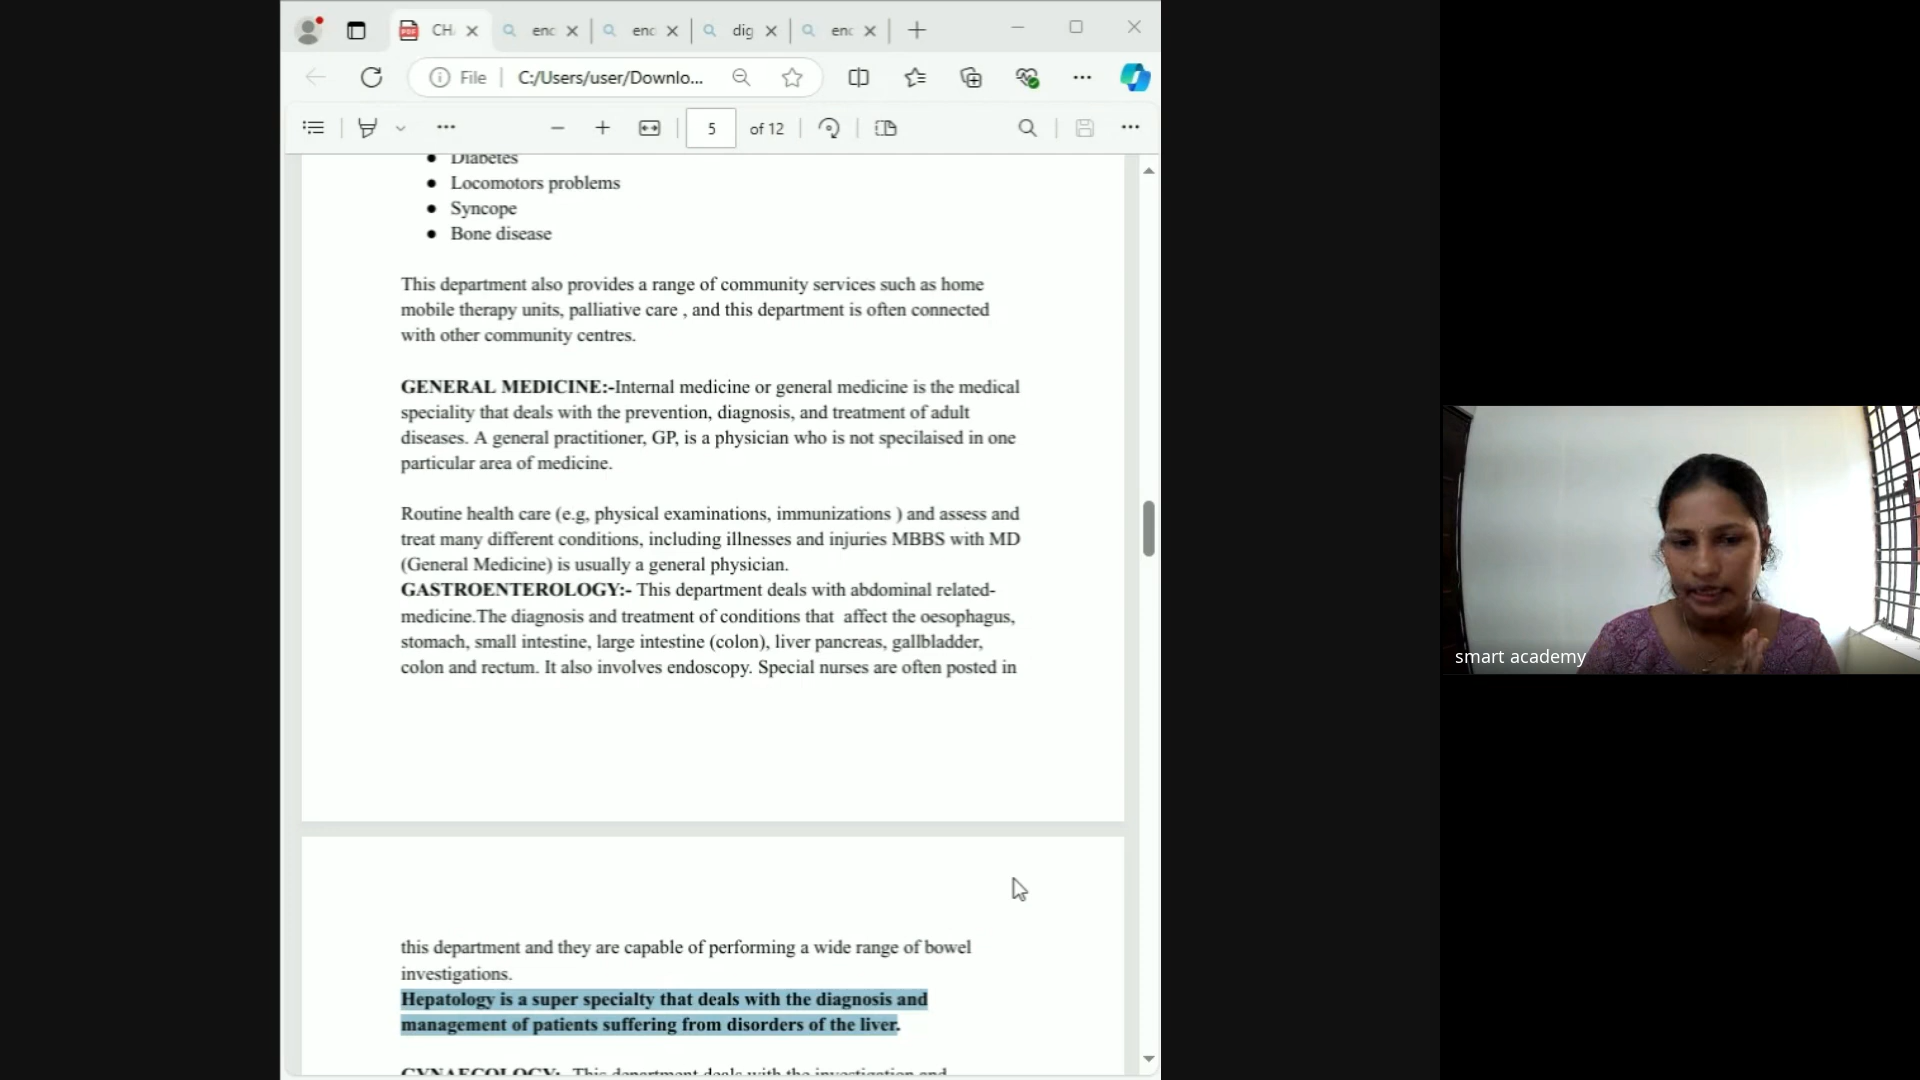 CH
enc
enc
dig
enc
File
C:/Users/user/Downlo...
5
of 12
● Diabetes
● Locomotors problems
● Syncope
● Bone disease
This department also provides a range of community services such as home
mobile therapy units, palliative care , and this department is often connected
with other community centres.
GENERAL MEDICINE:-Internal medicine or general medicine is the medical
speciality that deals with the prevention, diagnosis, and treatment of adult
diseases. A general practitioner, GP, is a physician who is not specilaised in one
particular area of medicine.
Routine health care (e.g, physical examinations, immunizations ) and assess and
treat many different conditions, including illnesses and injuries MBBS with MD
(General Medicine) is usually a general physician.
GASTROENTEROLOGY:- This department deals with abdominal related-
medicine.The diagnosis and treatment of conditions that  affect the oesophagus,
stomach, small intestine, large intestine (colon), liver pancreas, gallbladder,
colon and rectum. It also involves endoscopy. Special nurses are often posted in
this department and they are capable of performing a wide range of bowel
investigations.
Hepatology is a super specialty that deals with the diagnosis and
management of patients suffering from disorders of the liver.
GYNAECOLOGY:- This department deals with the investigation and
smart academy